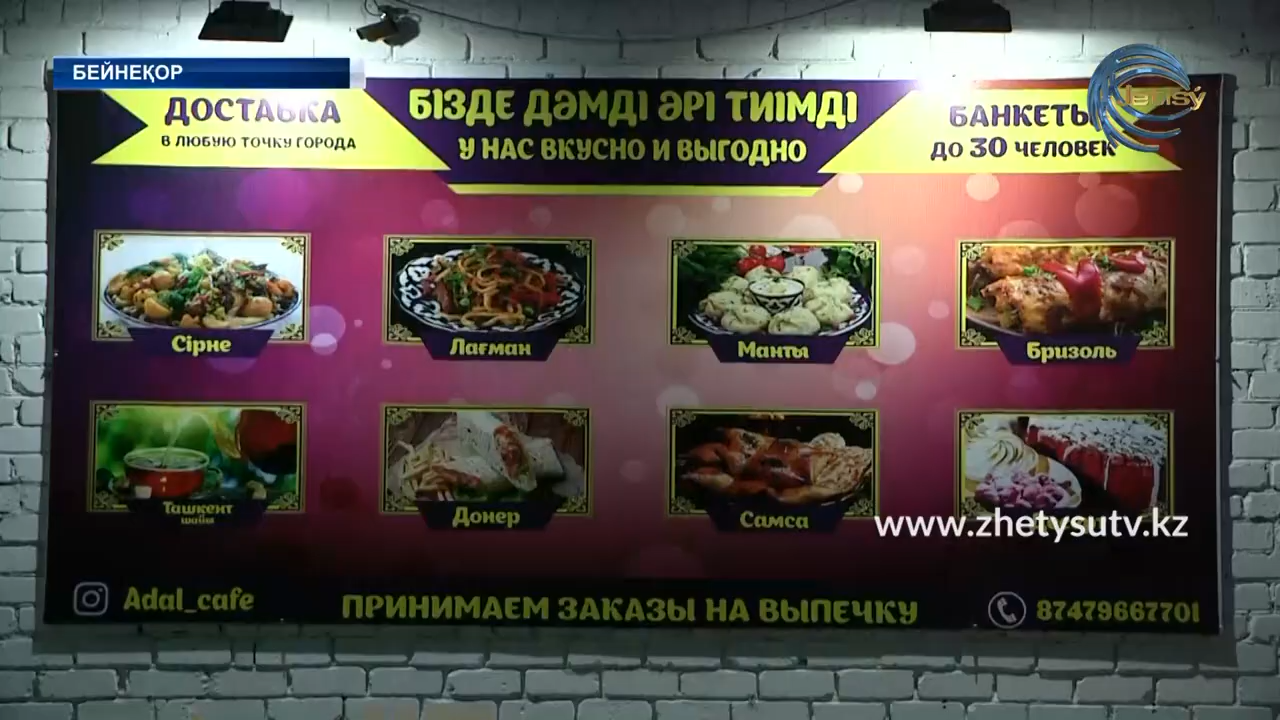 БЕЙНЕҚОР
Jetisý
ДОСТАВКА
В ЛЮБУЮ ТОЧКУ ГОРОДА
БІЗДЕ ДӘМДІ ӘРІ ТИІМДІ
У НАС ВКУСНО И ВЫГОДНО
БАНКЕТЫ
ДО 30 ЧЕЛОВЕК
Сірне
Лағман
Манты
Бризоль
Ташкент
шайы
Донер
Самса
www.zhetysutv.kz
Adal_cafe
ПРИНИМАЕМ ЗАКАЗЫ НА ВЫПЕЧКУ
87479667701